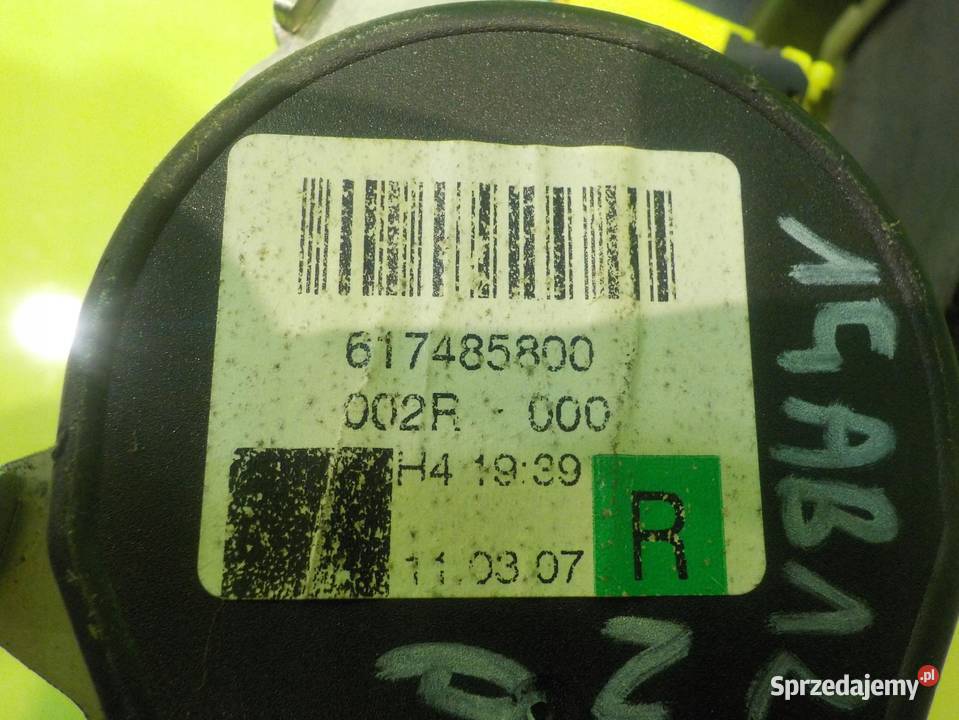 617485800
002R - 000
H4 19:39
11.03.07
R
Sprzedajemy.pl